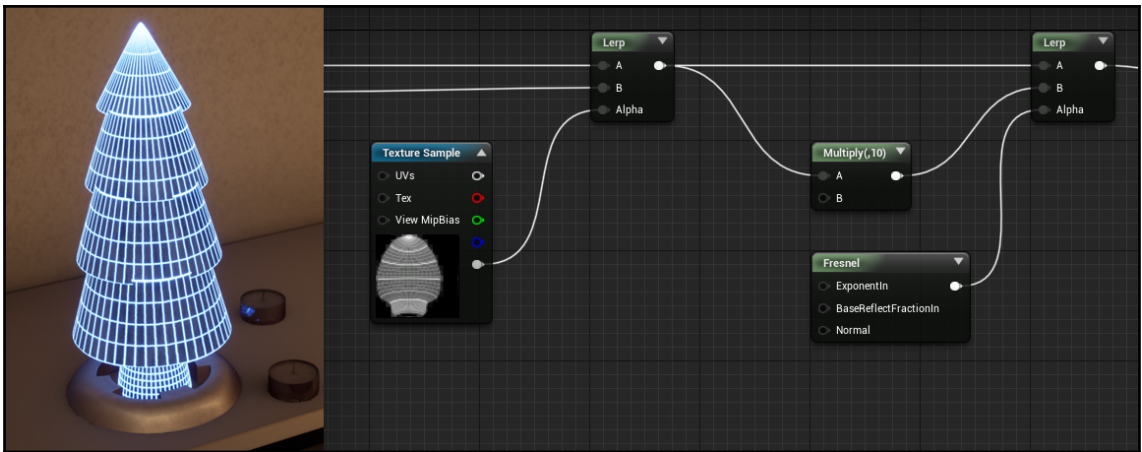 Lerp
A
B
Alpha
Texture Sample
UVs
Tex
View MipBias
Multiply(,10)
A
B
Fresnel
ExponentIn
BaseReflectFractionIn
Normal
Lerp
A
B
Alpha